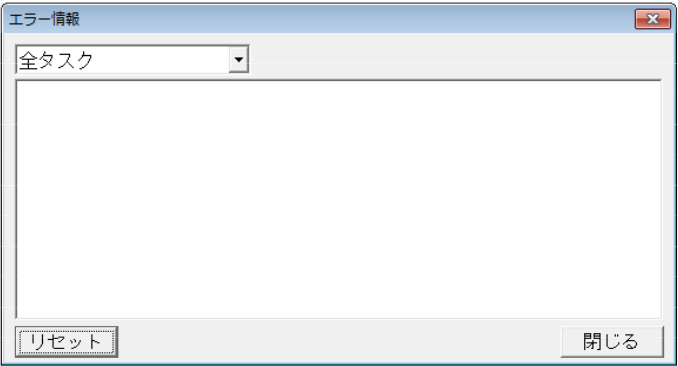 エラー情報
全タスク
リセット
閉じる